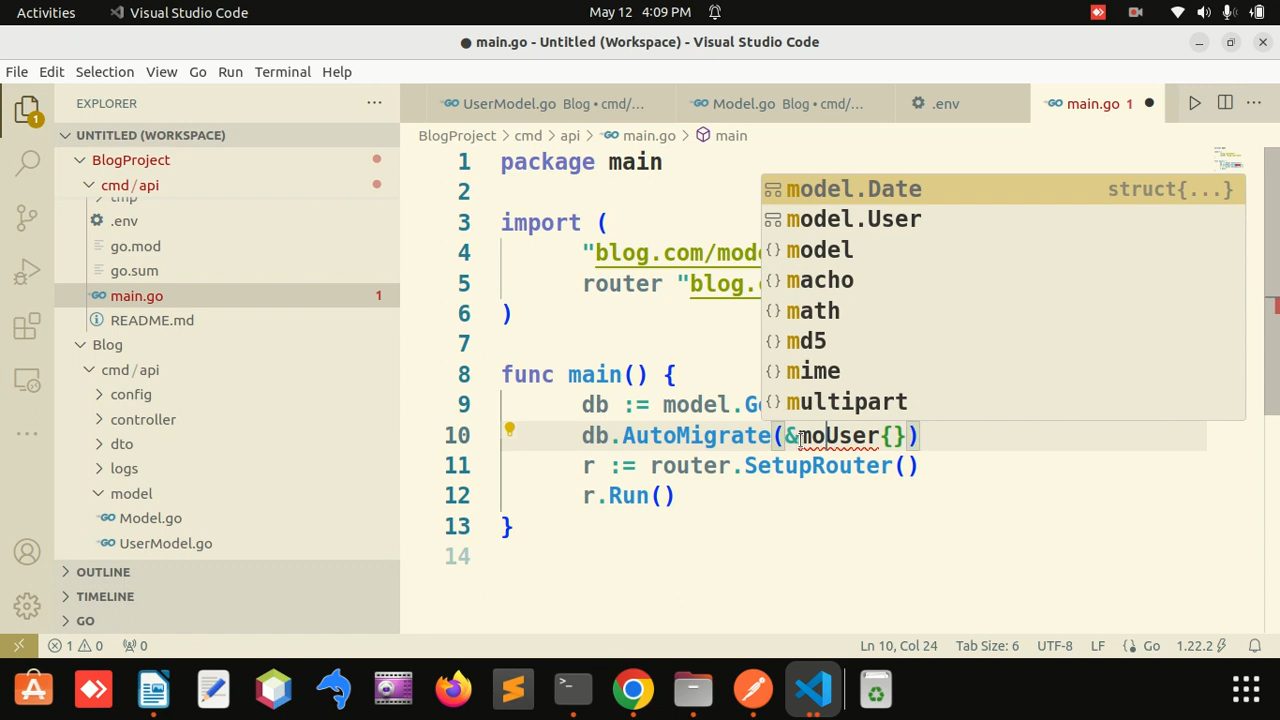 Activities Visual Studio Code May 12 4:09 PM
main.go - Untitled (Workspace) - Visual Studio Code
File Edit Selection View Go Run Terminal Help
EXPLORER
UserModel.go Blog • cmd/...
Model.go Blog • cmd/...
.env
main.go 1
UNTITLED (WORKSPACE)
BlogProject
cmd / api
tmp
.env
go.mod
go.sum
main.go 1
README.md
Blog
cmd / api
config
controller
dto
logs
model
Model.go
UserModel.go
OUTLINE
TIMELINE
GO
1
BlogProject > cmd > api > main.go > main
1 package main
2
3 import (
4 "blog.com/mod
5 router "blog.
6 )
7
8 func main() {
9 db := model.G
10 db.AutoMigrate(&moUser{})
11 r := router.SetupRouter()
12 r.Run()
13 }
14
model.Date struct{...}
model.User
model
macho
math
md5
mime
multipart
1 0 0 Ln 10, Col 24 Tab Size: 6 UTF-8 LF {} Go 1.22.2